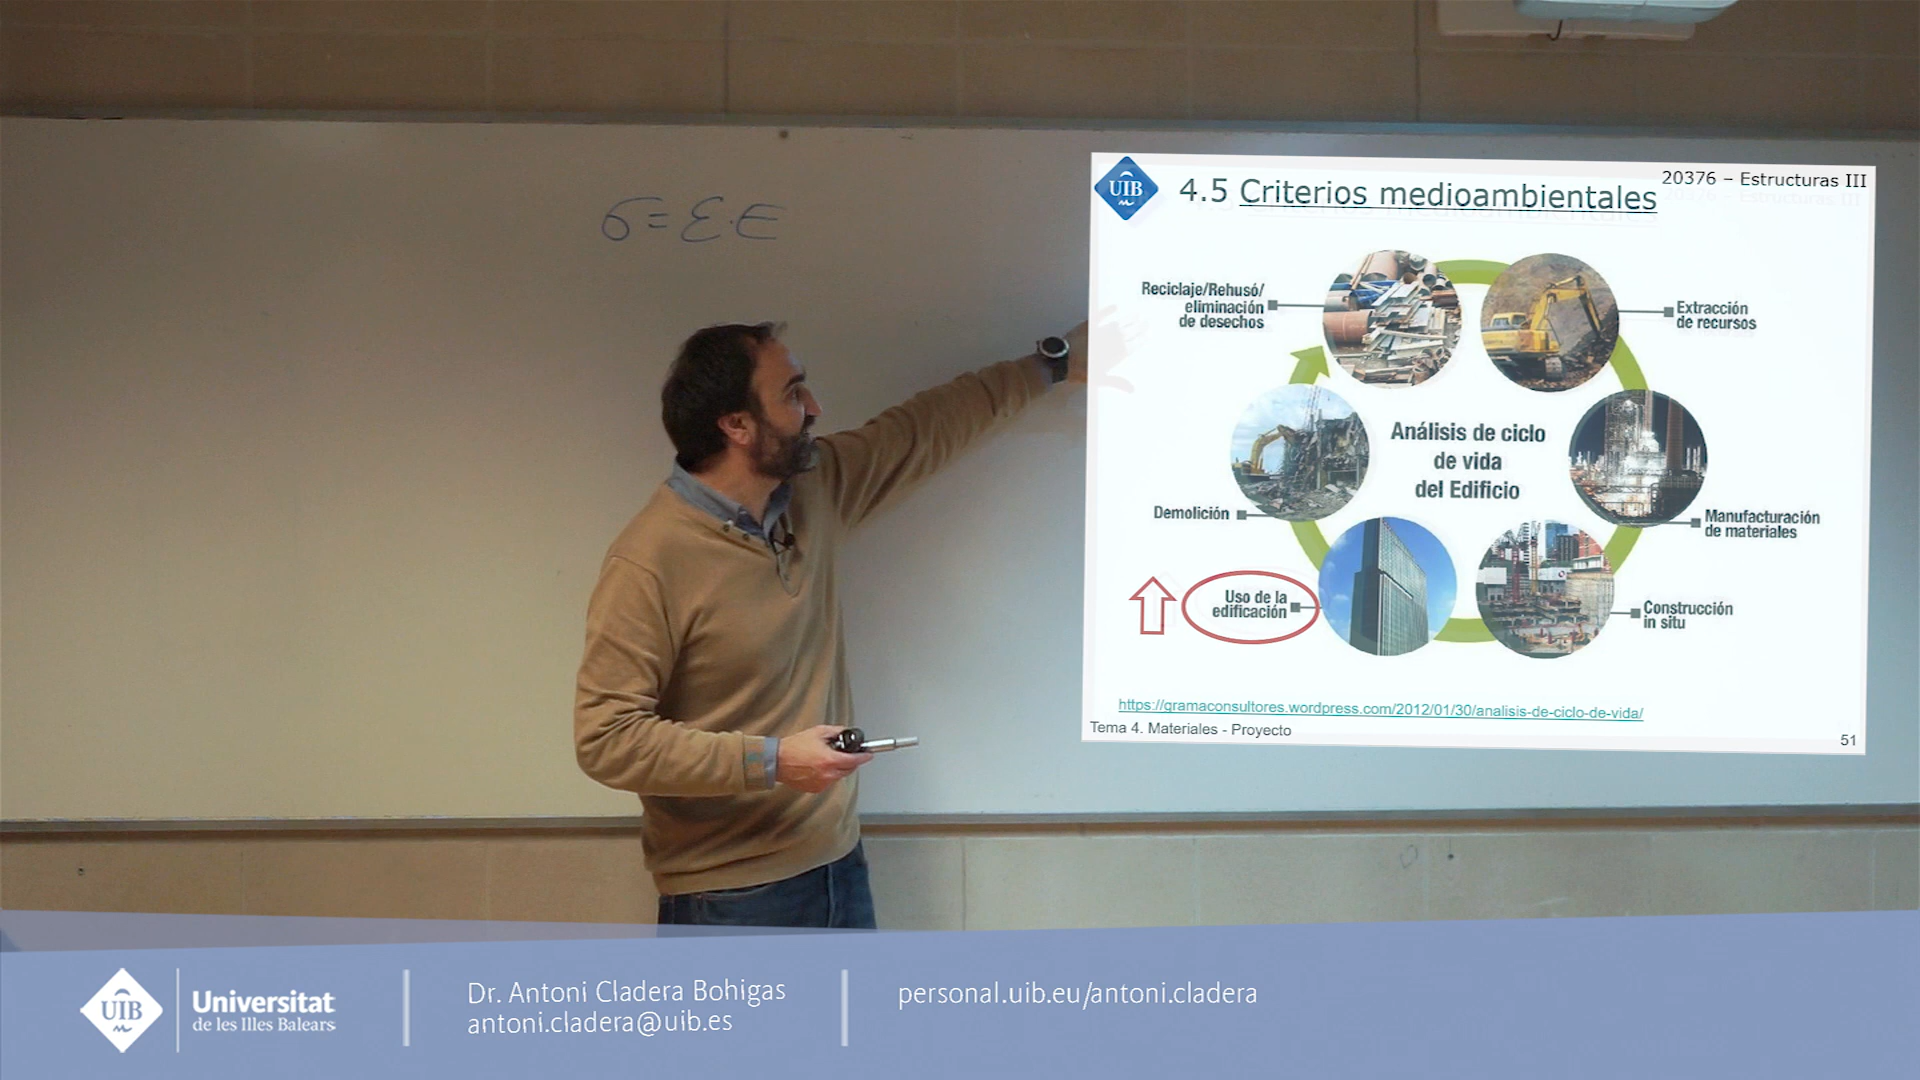 σ=ε·E
UIB
4.5 Criterios medioambientales
20376 – Estructuras III
Reciclaje/Rehusó/
eliminación
de desechos
Extracción
de recursos
Análisis de ciclo
de vida
del Edificio
Demolición
Manufacturación
de materiales
Uso de la
edificación
Construcción
in situ
https://gramaconsultores.wordpress.com/2012/01/30/analisis-de-ciclo-de-vida/
Tema 4. Materiales - Proyecto
51
UIB
Universitat
de les Illes Balears
Dr. Antoni Cladera Bohigas
antoni.cladera@uib.es
personal.uib.eu/antoni.cladera